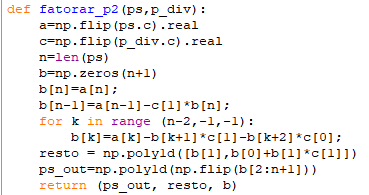 def fatorar_p2(ps,p_div):
    a=np.flip(ps.c).real
    c=np.flip(p_div.c).real
    n=len(ps)
    b=np.zeros(n+1)
    b[n]=a[n];
    b[n-1]=a[n-1]-c[1]*b[n];
    for k in range (n-2,-1,-1):
        b[k]=a[k]-b[k+1]*c[1]-b[k+2]*c[0];
    resto = np.poly1d([b[1],b[0]+b[1]*c[1]])
    ps_out=np.poly1d(np.flip(b[2:n+1]))
    return (ps_out, resto, b)